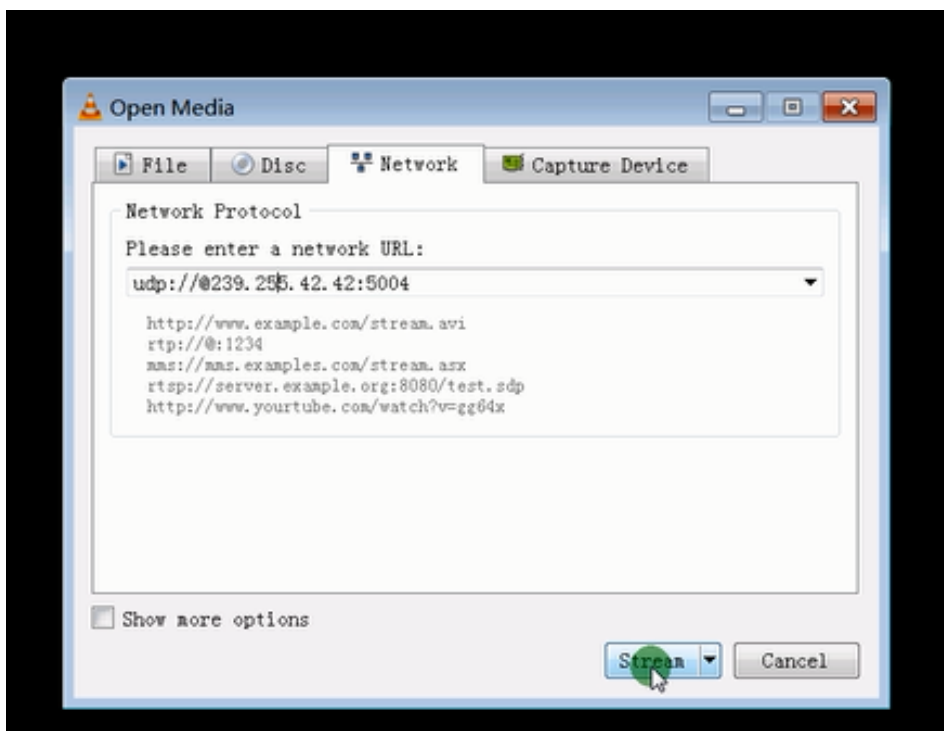 Open Media
File
Disc
Network
Capture Device
Network Protocol
Please enter a network URL:
udp://@239.255.42.42:5004
http://www.example.com/stream.avi
rtp://@:1234
mms://mms.examples.com/stream.asx
rtsp://server.example.org:8080/test.sdp
http://www.yourtube.com/watch?v=gg64x
Show more options
Stream
Cancel